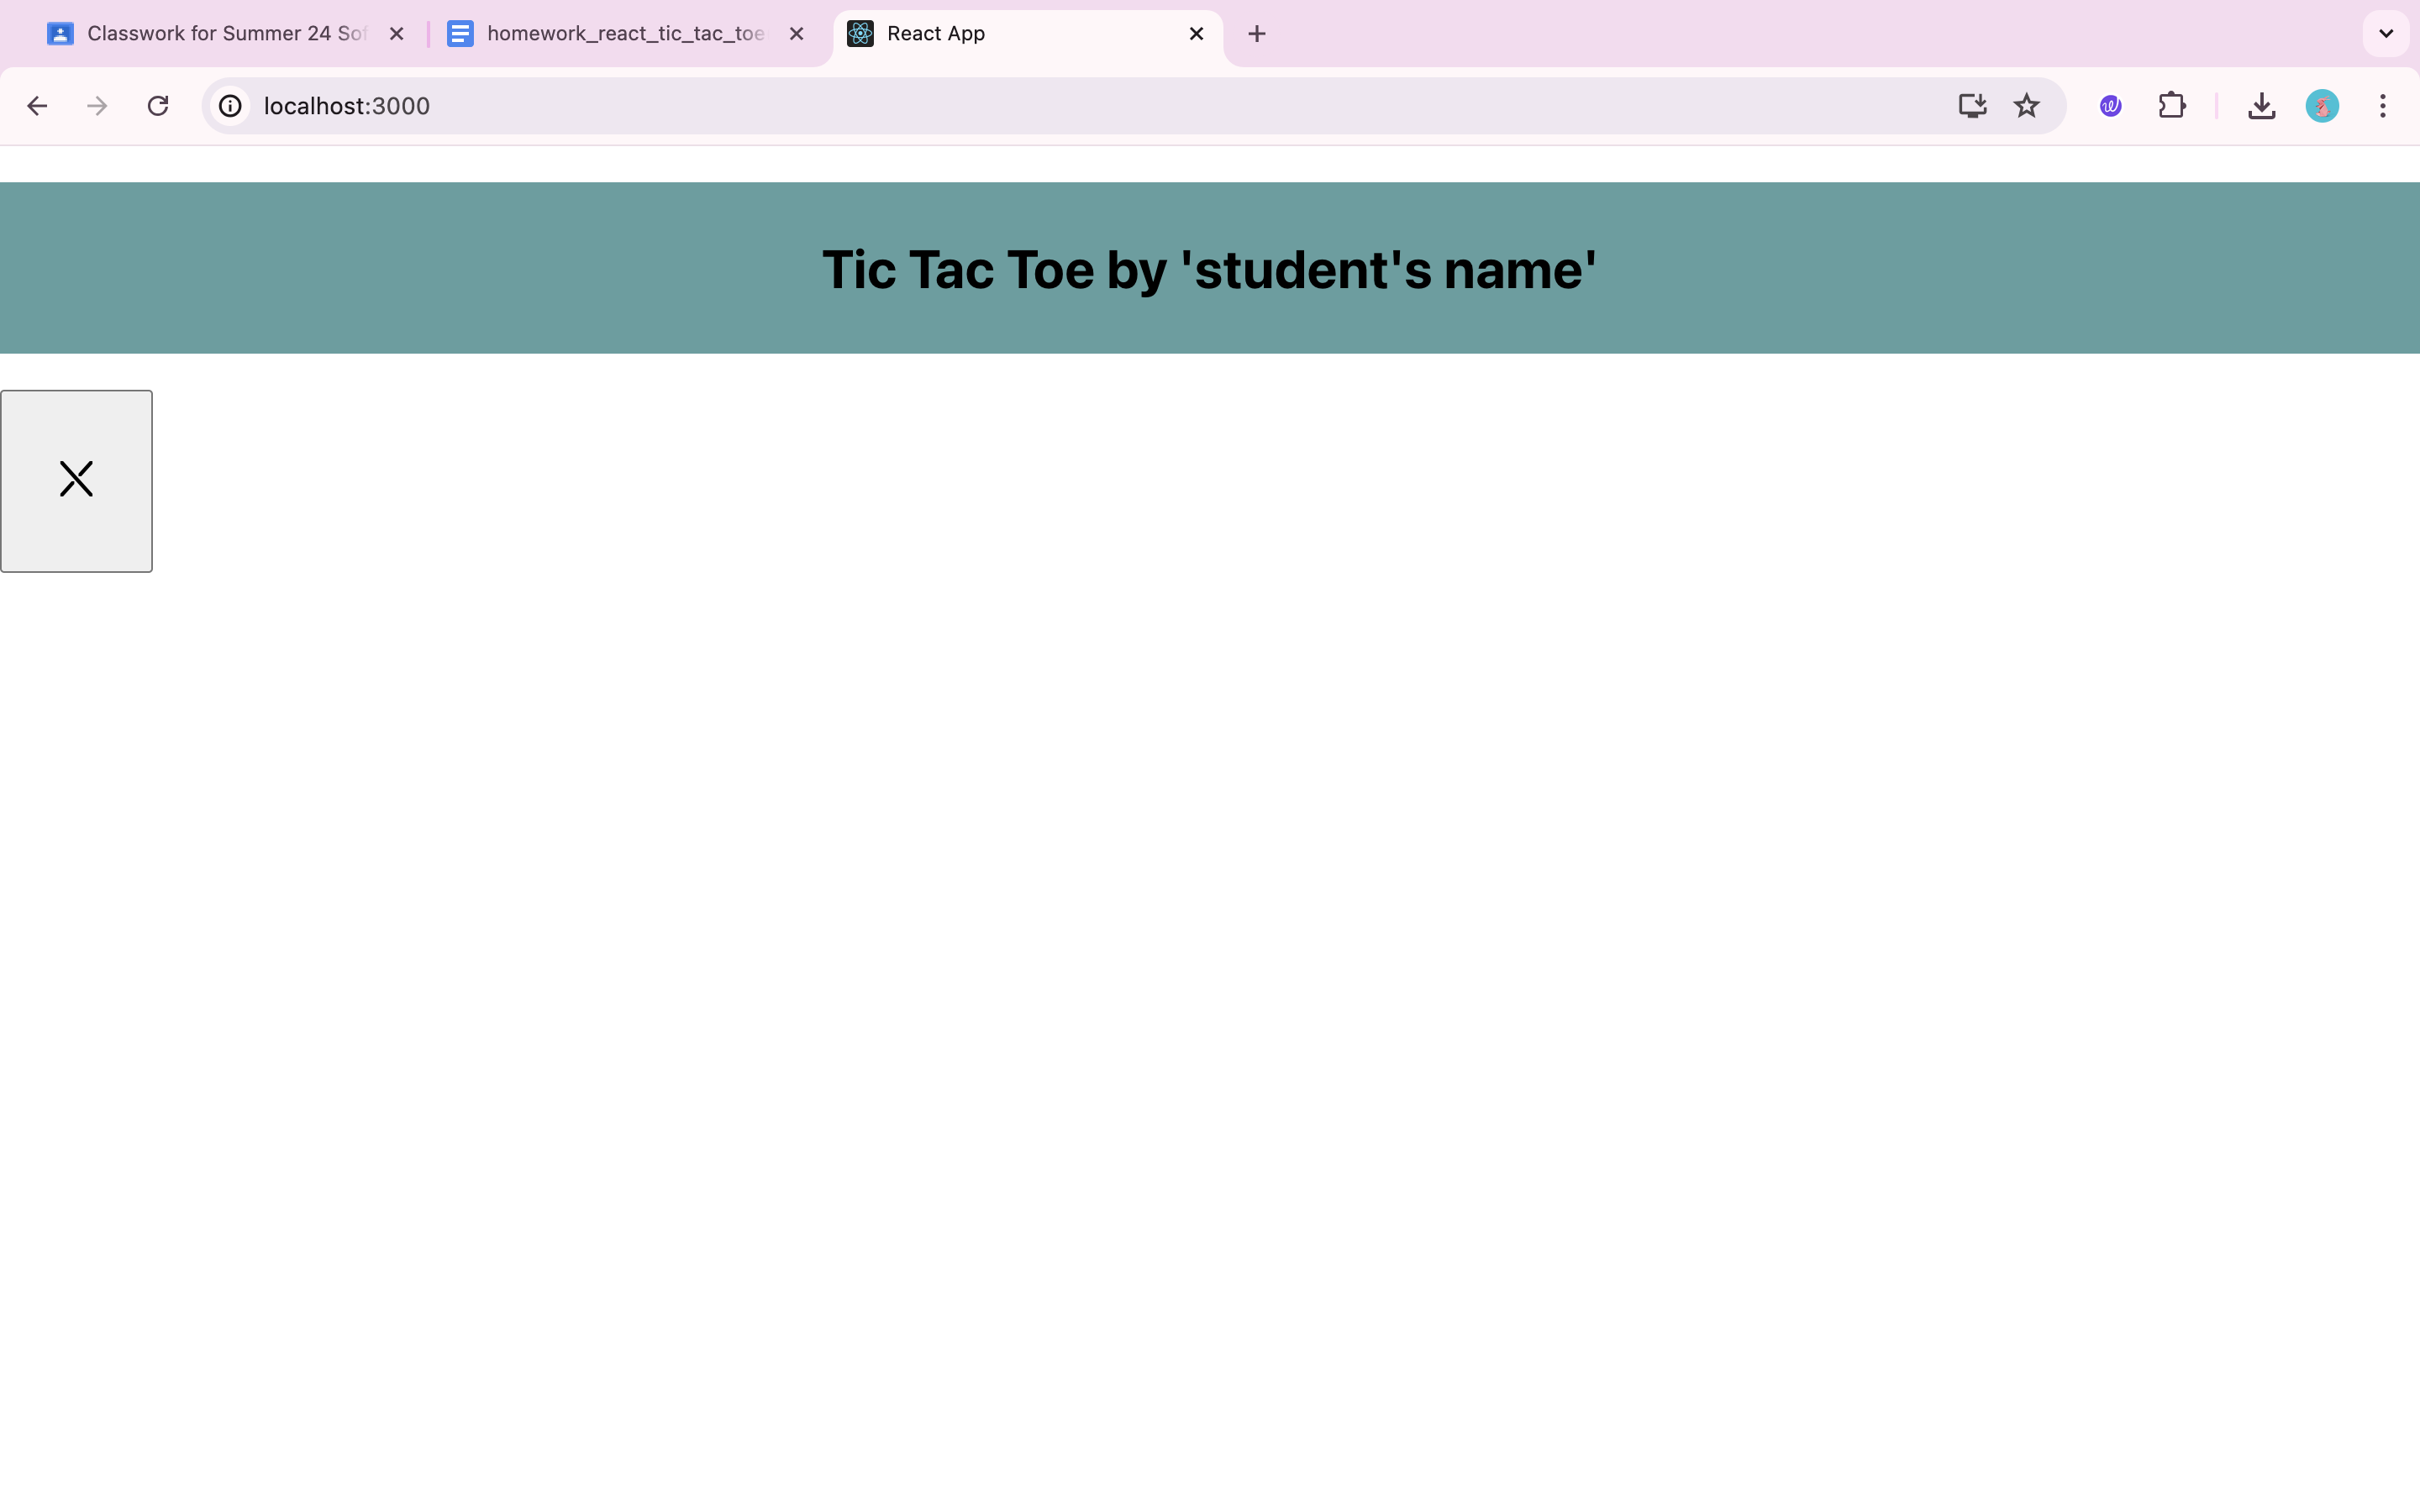 Classwork for Summer 24 Sof
homework_react_tic_tac_toe
React App
localhost:3000
Tic Tac Toe by 'student's name'
X